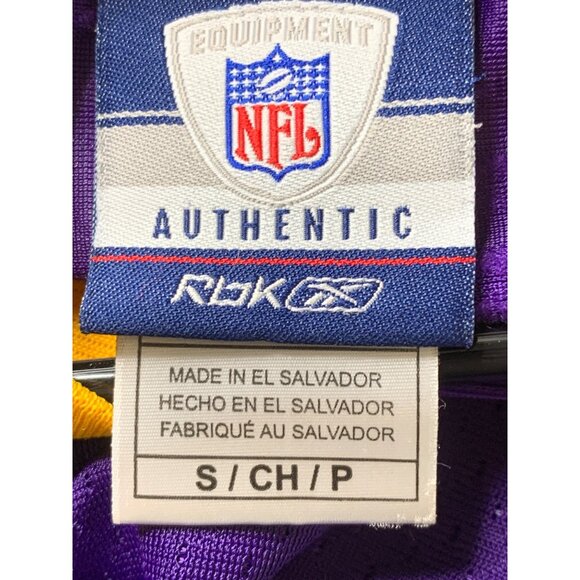 EQUIPMENT
NFL
AUTHENTIC
Rbk
MADE IN EL SALVADOR
HECHO EN EL SALVADOR
FABRIQUÉ AU SALVADOR
S / CH / P